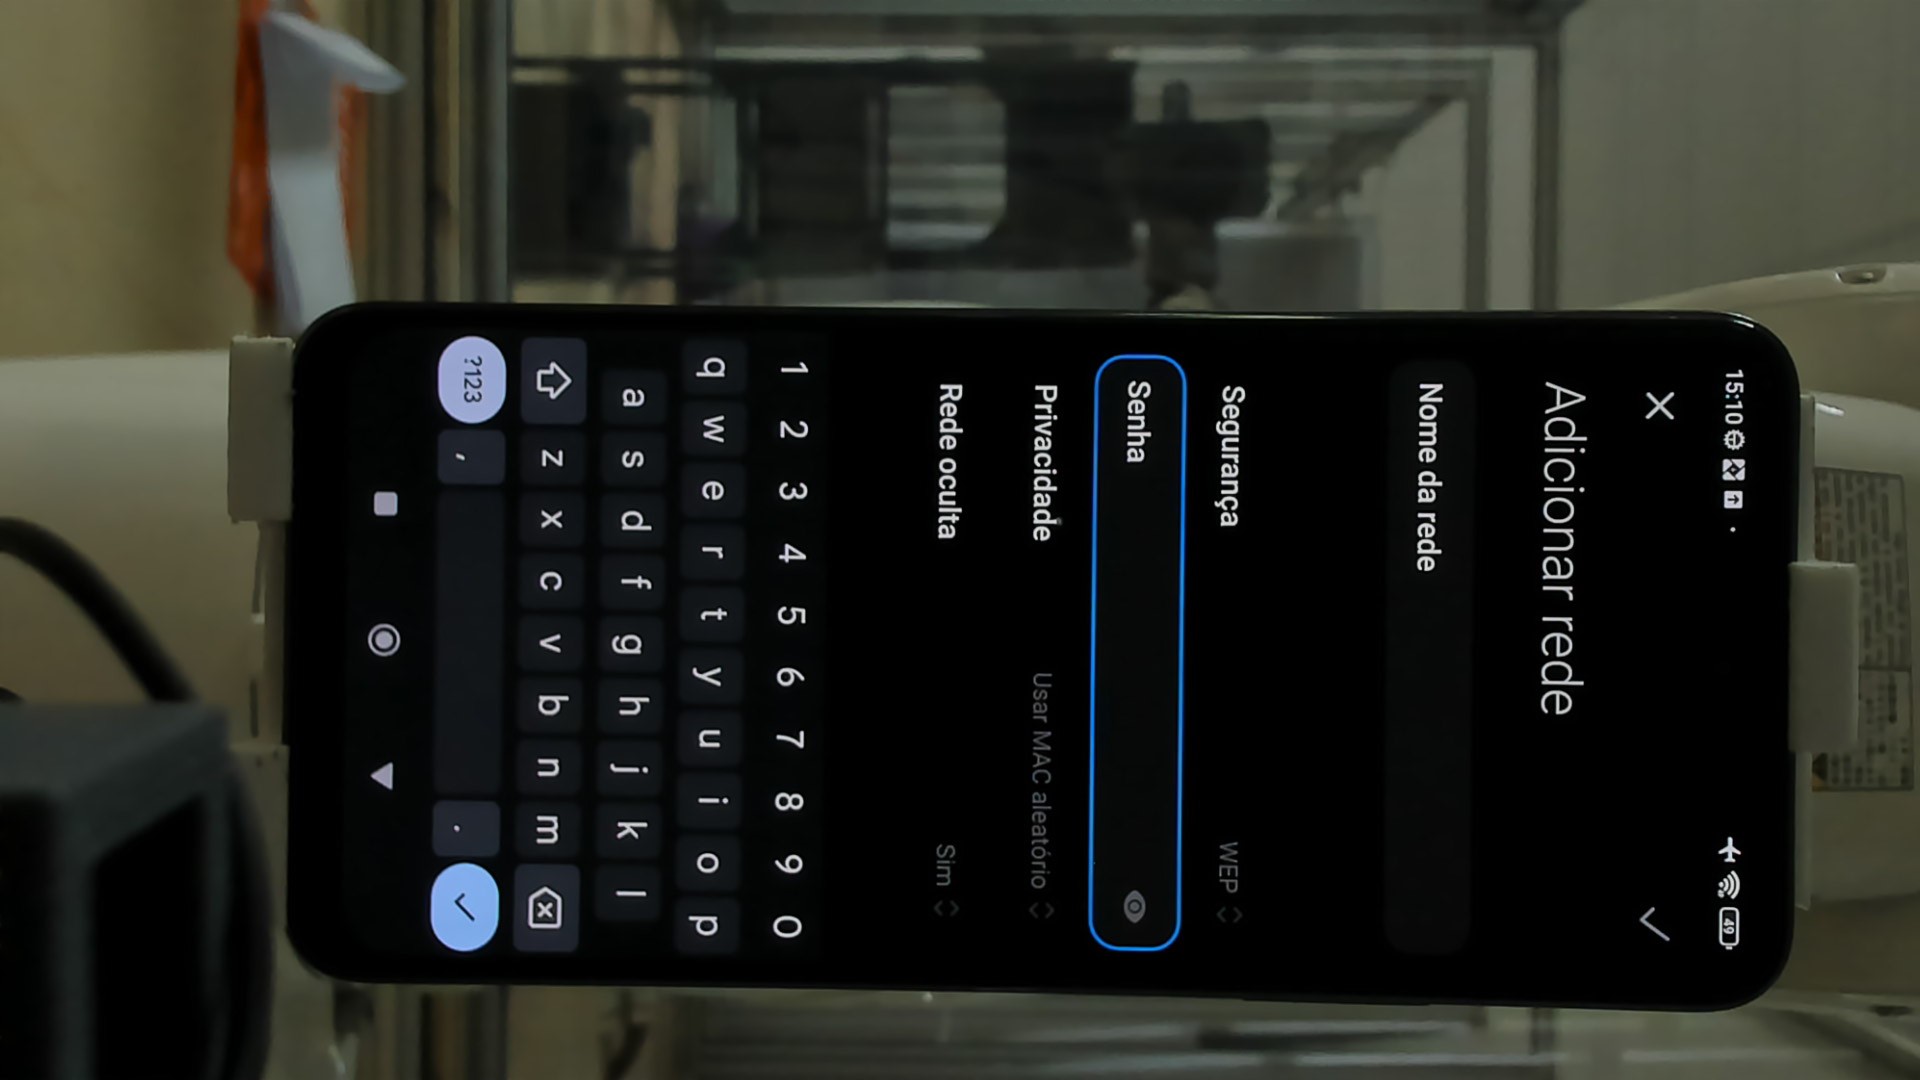 15:10
49
Adicionar rede
Nome da rede
Segurança WEP
Senha
Privacidade Usar MAC aleatório
Rede oculta Sim
1 2 3 4 5 6 7 8 9 0
q w e r t y u i o p
a s d f g h j k l
z x c v b n m
?123 , .